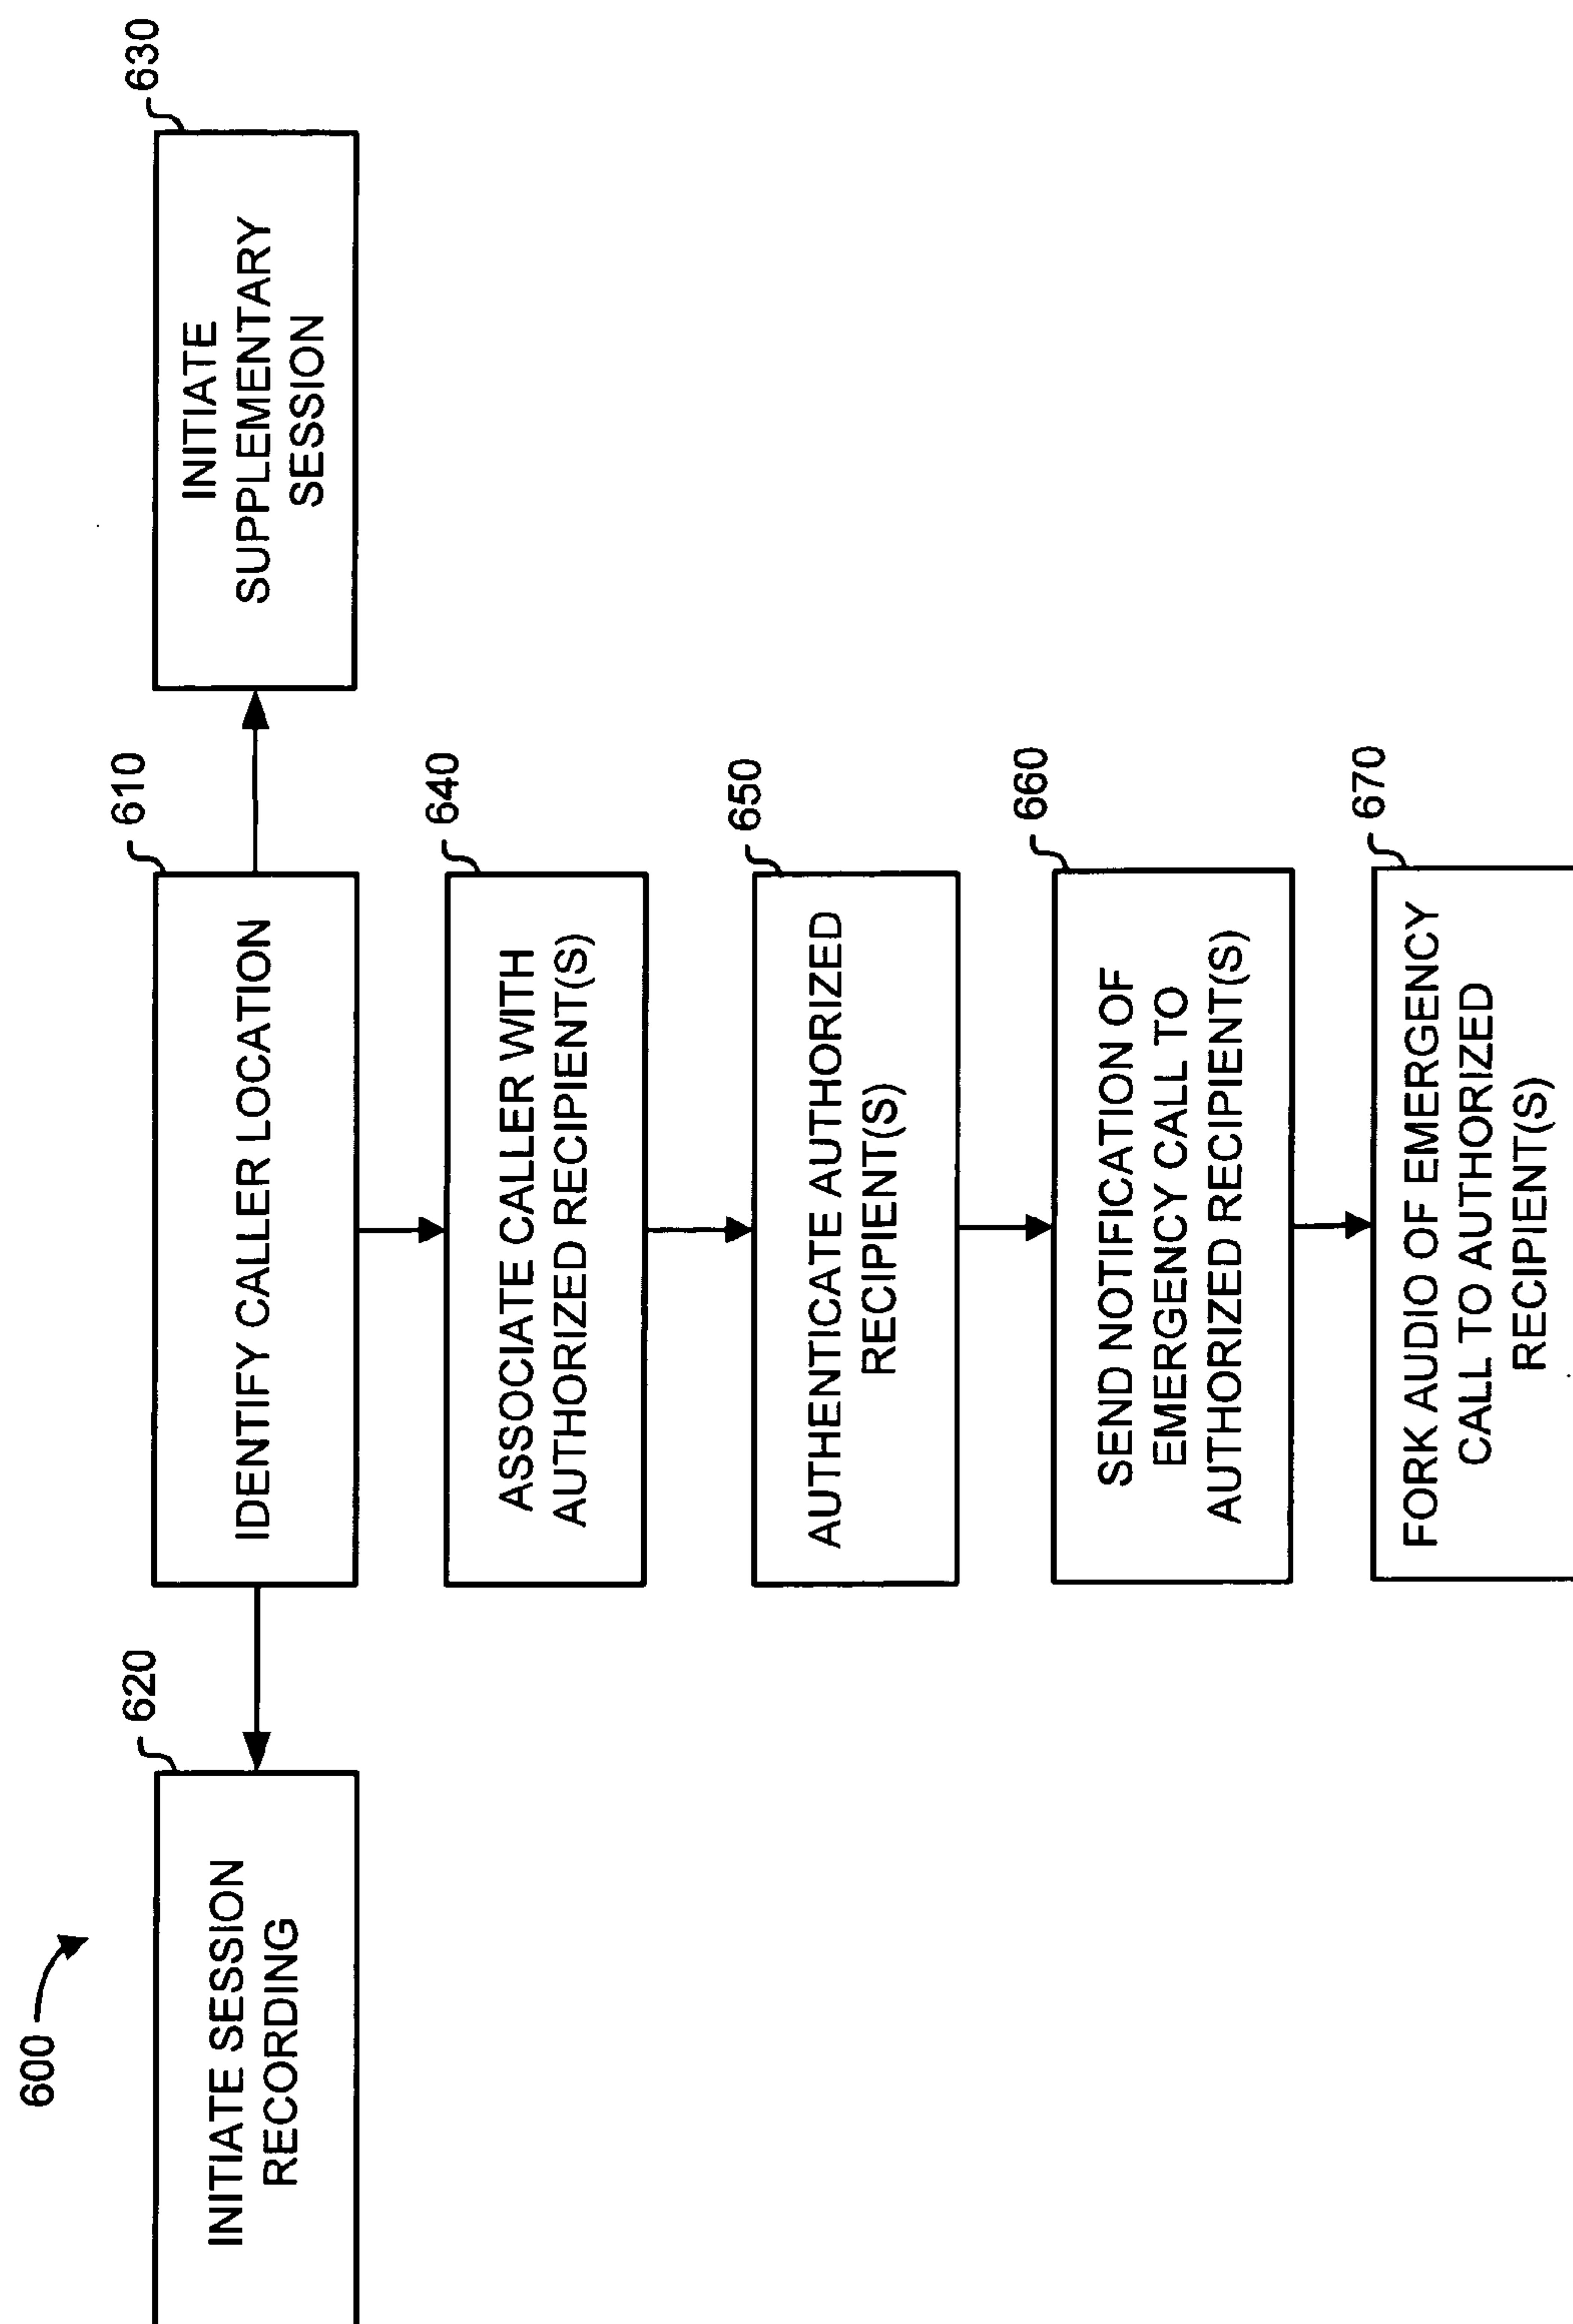 600
620
INITIATE SESSION
RECORDING
610
IDENTIFY CALLER LOCATION
630
INITIATE
SUPPLEMENTARY
SESSION
640
ASSOCIATE CALLER WITH
AUTHORIZED RECIPIENT(S)
650
AUTHENTICATE AUTHORIZED
RECIPIENT(S)
660
SEND NOTIFICATION OF
EMERGENCY CALL TO
AUTHORIZED RECIPIENT(S)
670
FORK AUDIO OF EMERGENCY
CALL TO AUTHORIZED
RECIPIENT(S)